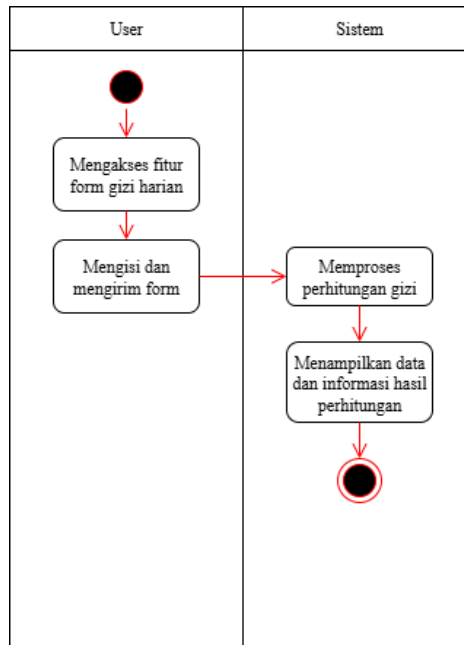 User
Sistem
Mengakses fitur
form gizi harian
Mengisi dan
mengirim form
Memproses
perhitungan gizi
Menampilkan data
dan informasi hasil
perhitungan